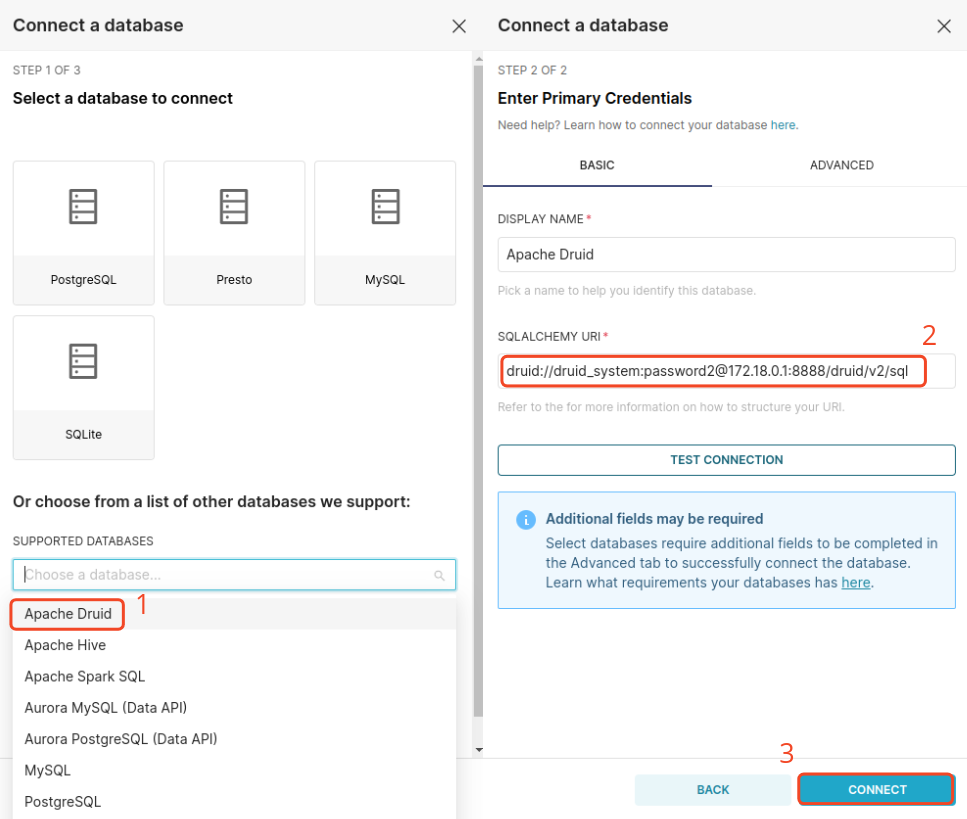 Connect a database
STEP 1 OF 3
Select a database to connect
PostgreSQL
Presto
MySQL
SQLite
Or choose from a list of other databases we support:
SUPPORTED DATABASES
Choose a database...
1
Apache Druid
Apache Hive
Apache Spark SQL
Aurora MySQL (Data API)
Aurora PostgreSQL (Data API)
MySQL
PostgreSQL
Connect a database
STEP 2 OF 2
Enter Primary Credentials
Need help? Learn how to connect your database here.
BASIC
ADVANCED
DISPLAY NAME*
Apache Druid
Pick a name to help you identify this database.
SQLALCHEMY URI*
2
druid://druid_system:password2@172.18.0.1:8888/druid/v2/sql
Refer to the for more information on how to structure your URI.
TEST CONNECTION
Additional fields may be required
Select databases require additional fields to be completed in
the Advanced tab to successfully connect the database.
Learn what requirements your databases has here.
3
BACK
CONNECT